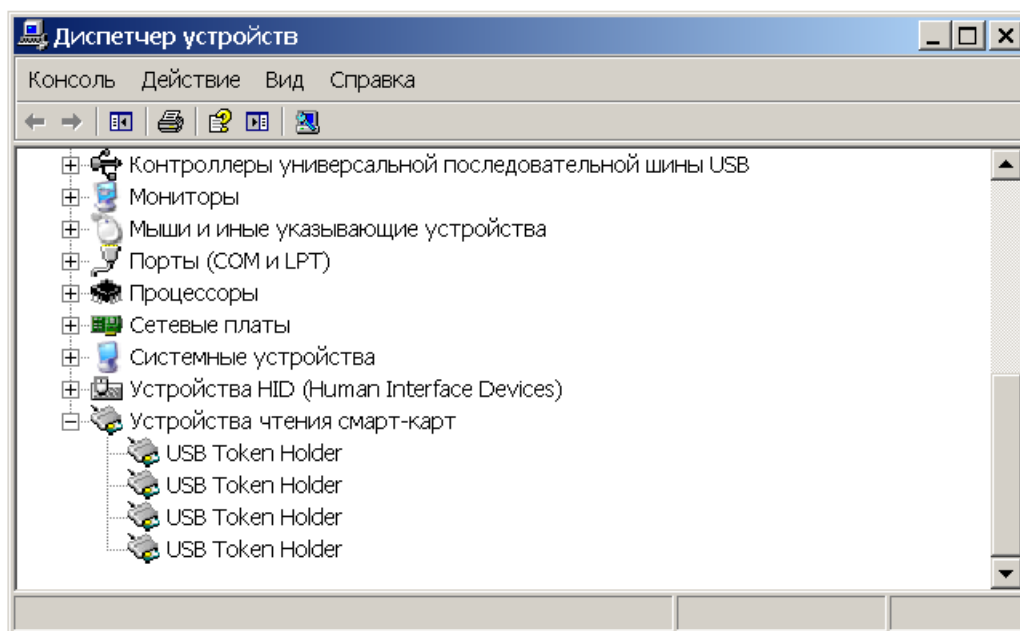 Диспетчер устройств
Консоль Действие Вид Справка
Контроллеры универсальной последовательной шины USB
Мониторы
Мыши и иные указывающие устройства
Порты (COM и LPT)
Процессоры
Сетевые платы
Системные устройства
Устройства HID (Human Interface Devices)
Устройства чтения смарт-карт
USB Token Holder
USB Token Holder
USB Token Holder
USB Token Holder